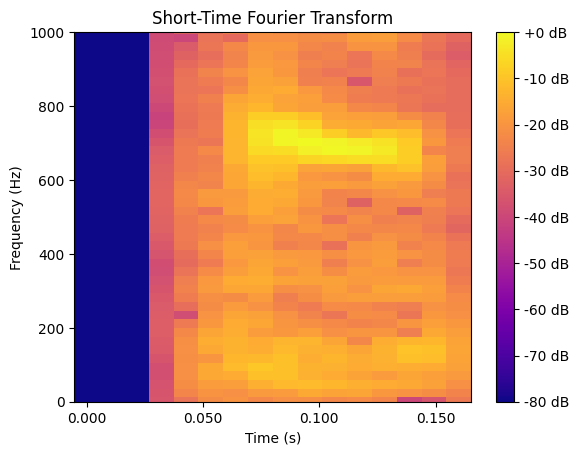 Short-Time Fourier Transform
1000
800
600
400
200
0
Frequency (Hz)
0.000
0.050
0.100
0.150
Time (s)
+0 dB
-10 dB
-20 dB
-30 dB
-40 dB
-50 dB
-60 dB
-70 dB
-80 dB